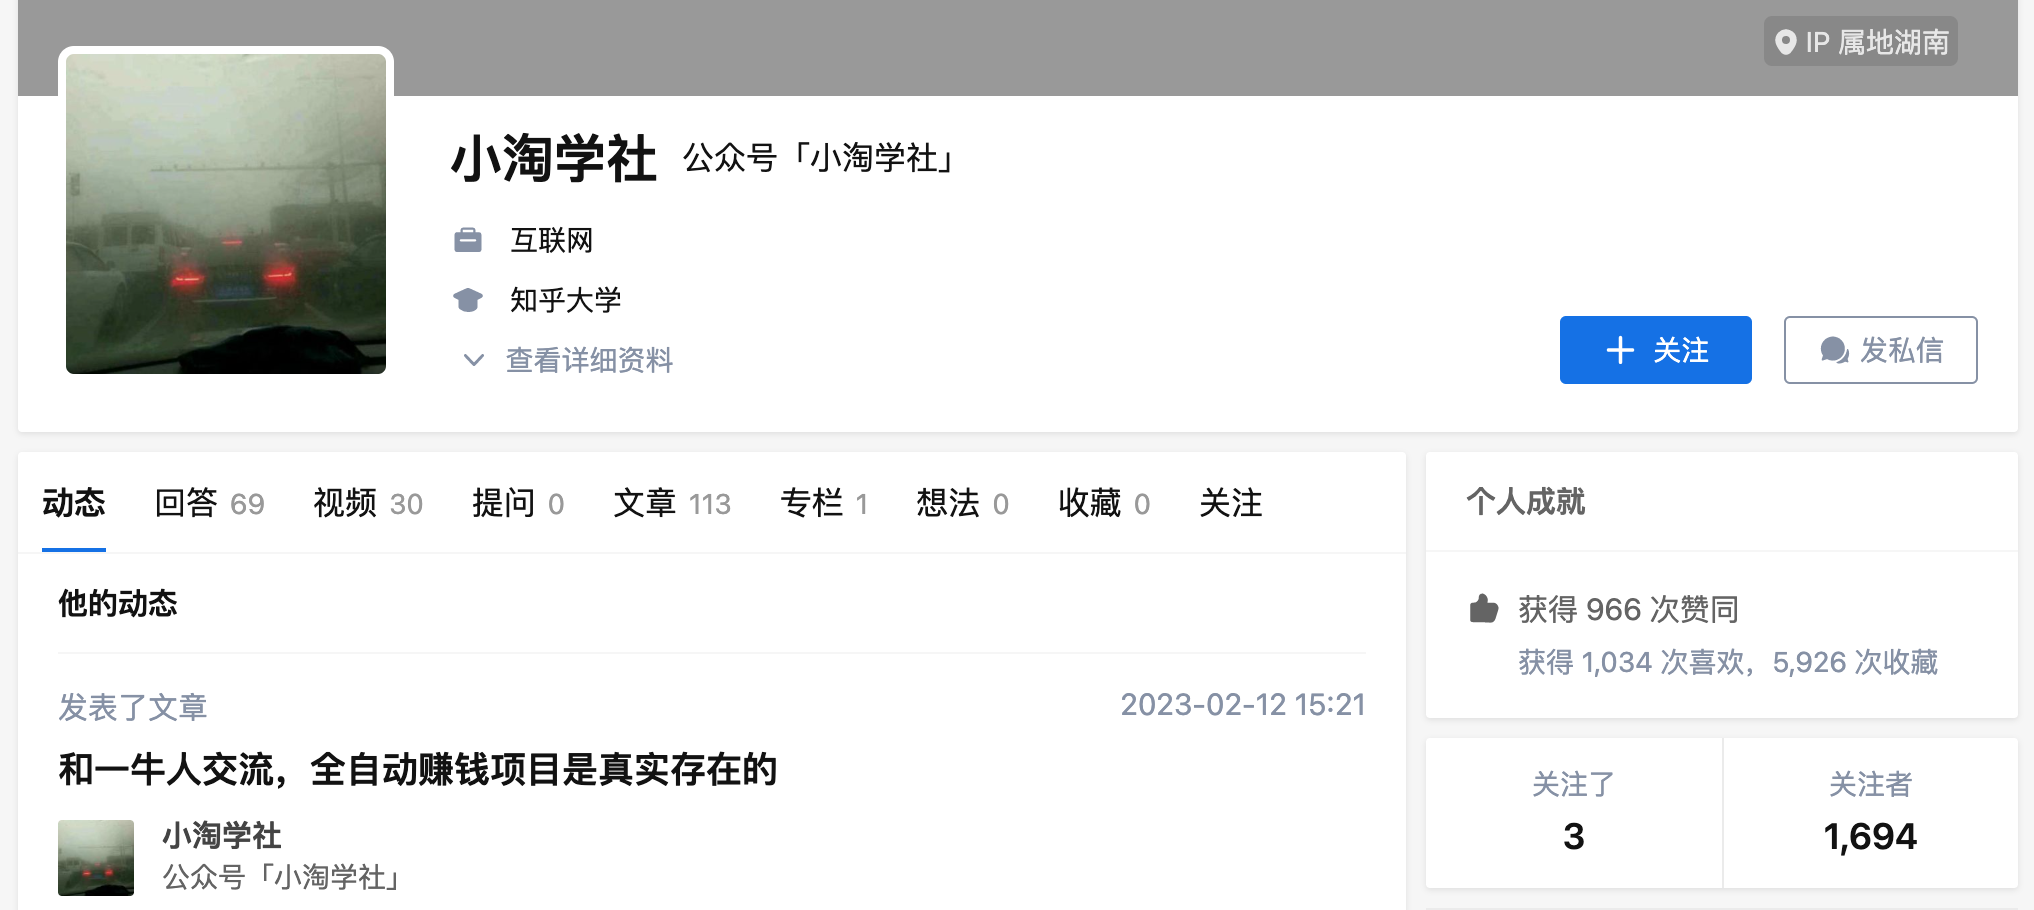 IP 属地湖南
小淘学社 公众号「小淘学社」
互联网
知乎大学
查看详细资料
关注
发私信
动态 回答 69 视频 30 提问 0 文章 113 专栏 1 想法 0 收藏 0 关注
他的动态
发表了文章 2023-02-12 15:21
和一牛人交流，全自动赚钱项目是真实存在的
小淘学社
公众号「小淘学社」
个人成就
获得 966 次赞同
获得 1,034 次喜欢，5,926 次收藏
关注了 关注者
3 1,694